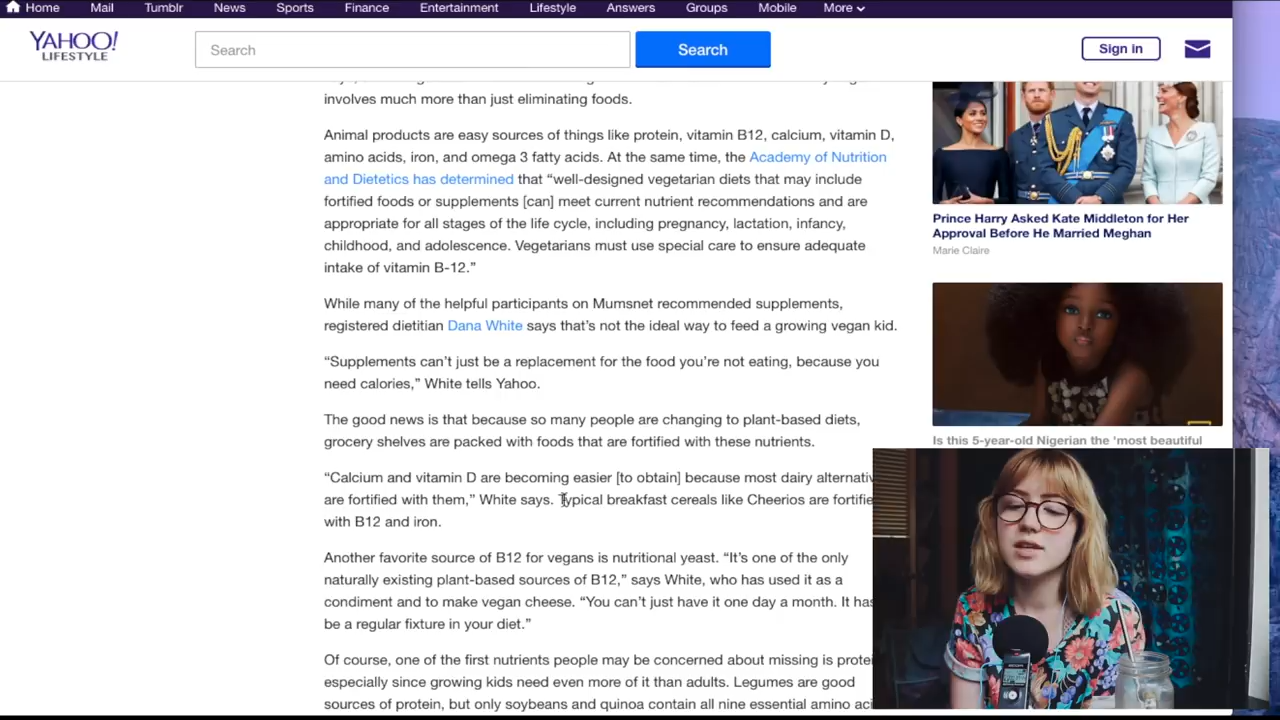 Home Mail Tumblr News Sports Finance Entertainment Lifestyle Answers Groups Mobile More
YAHOO!
LIFESTYLE
Search
Search
Sign in
involves much more than just eliminating foods.
Animal products are easy sources of things like protein, vitamin B12, calcium, vitamin D,
amino acids, iron, and omega 3 fatty acids. At the same time, the Academy of Nutrition
and Dietetics has determined that “well-designed vegetarian diets that may include
fortified foods or supplements [can] meet current nutrient recommendations and are
appropriate for all stages of the life cycle, including pregnancy, lactation, infancy,
childhood, and adolescence. Vegetarians must use special care to ensure adequate
intake of vitamin B-12.”
While many of the helpful participants on Mumsnet recommended supplements,
registered dietitian Dana White says that’s not the ideal way to feed a growing vegan kid.
“Supplements can’t just be a replacement for the food you’re not eating, because you
need calories,” White tells Yahoo.
The good news is that because so many people are changing to plant-based diets,
grocery shelves are packed with foods that are fortified with these nutrients.
“Calcium and vitamin D are becoming easier [to obtain] because most dairy alternativ
are fortified with them,” White says. Typical breakfast cereals like Cheerios are fortifie
with B12 and iron.
Another favorite source of B12 for vegans is nutritional yeast. “It’s one of the only
naturally existing plant-based sources of B12,” says White, who has used it as a
condiment and to make vegan cheese. “You can’t just have it one day a month. It has
be a regular fixture in your diet.”
Of course, one of the first nutrients people may be concerned about missing is protei
especially since growing kids need even more of it than adults. Legumes are good
sources of protein, but only soybeans and quinoa contain all nine essential amino aci
Prince Harry Asked Kate Middleton for Her
Approval Before He Married Meghan
Marie Claire
Is this 5-year-old Nigerian the ‘most beautiful